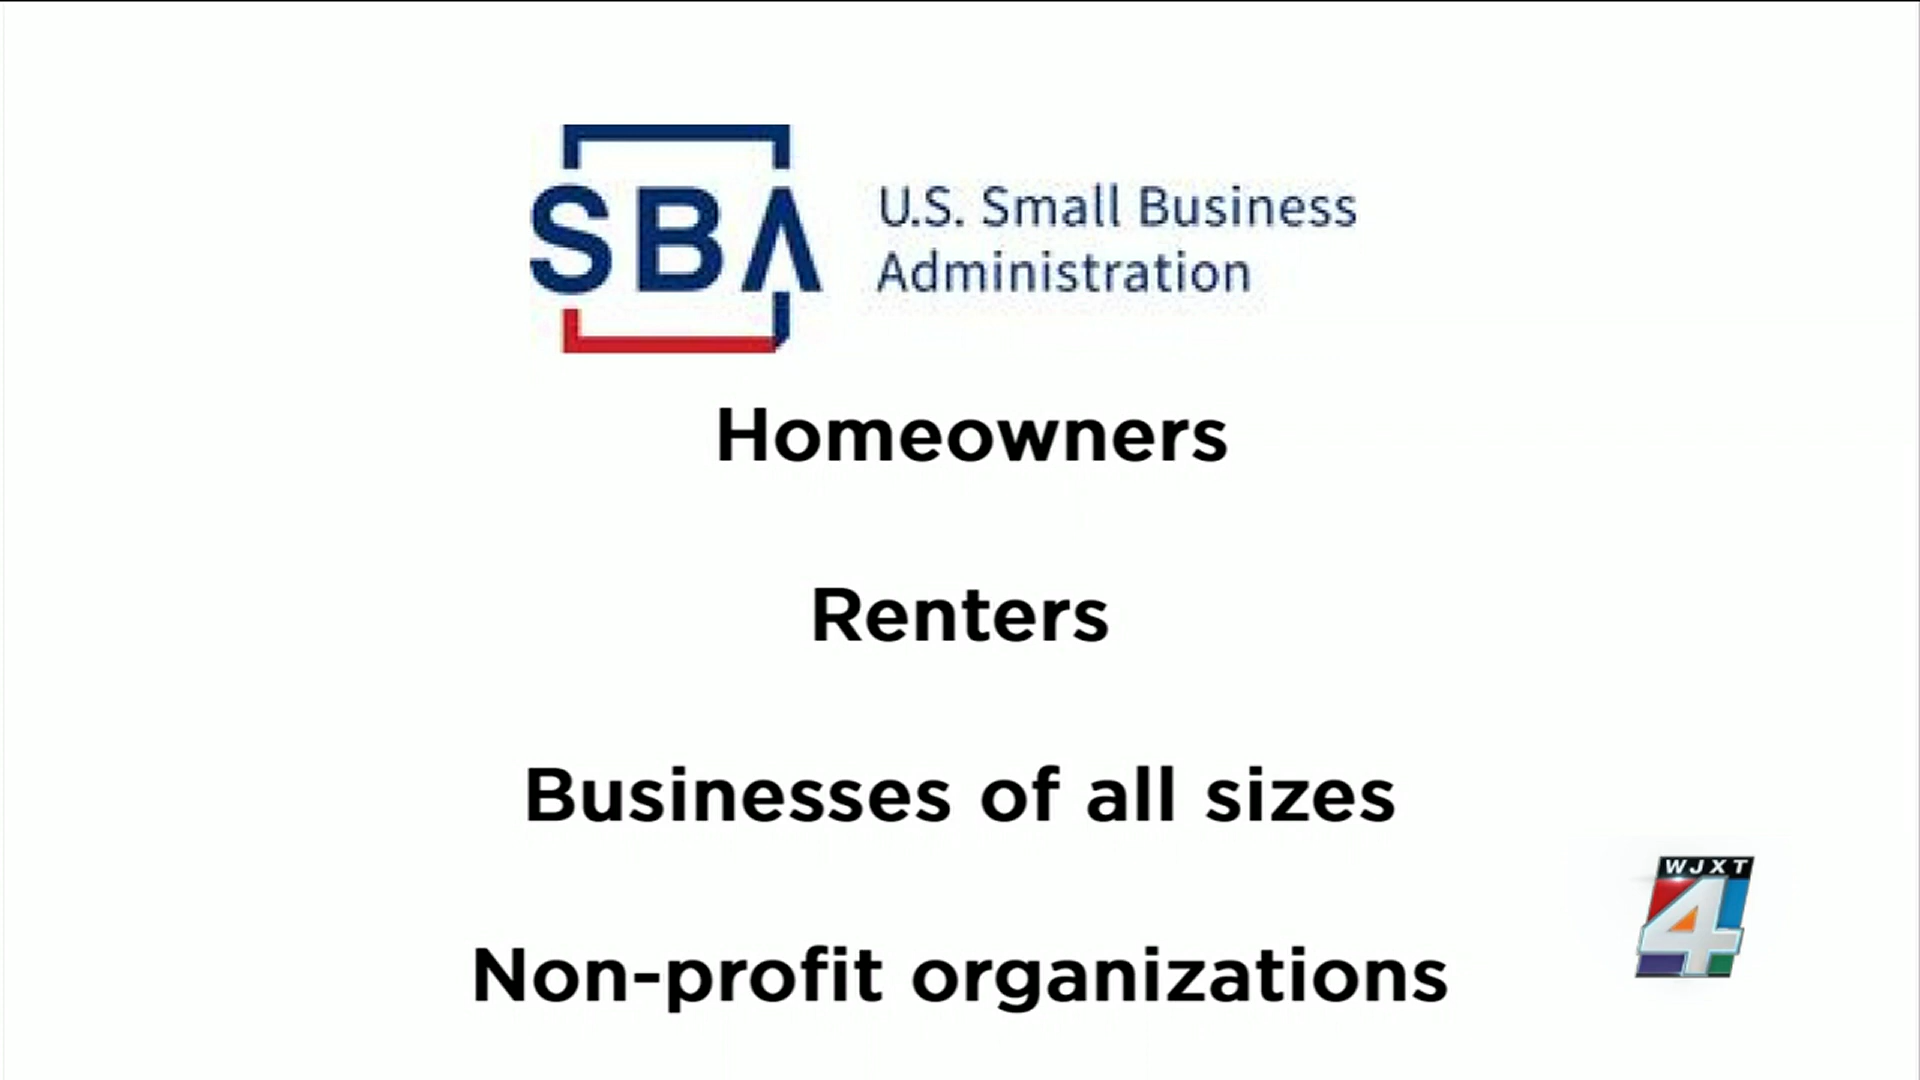 SBA
U.S. Small Business
Administration
Homeowners
Renters
Businesses of all sizes
Non-profit organizations
WJXT
4